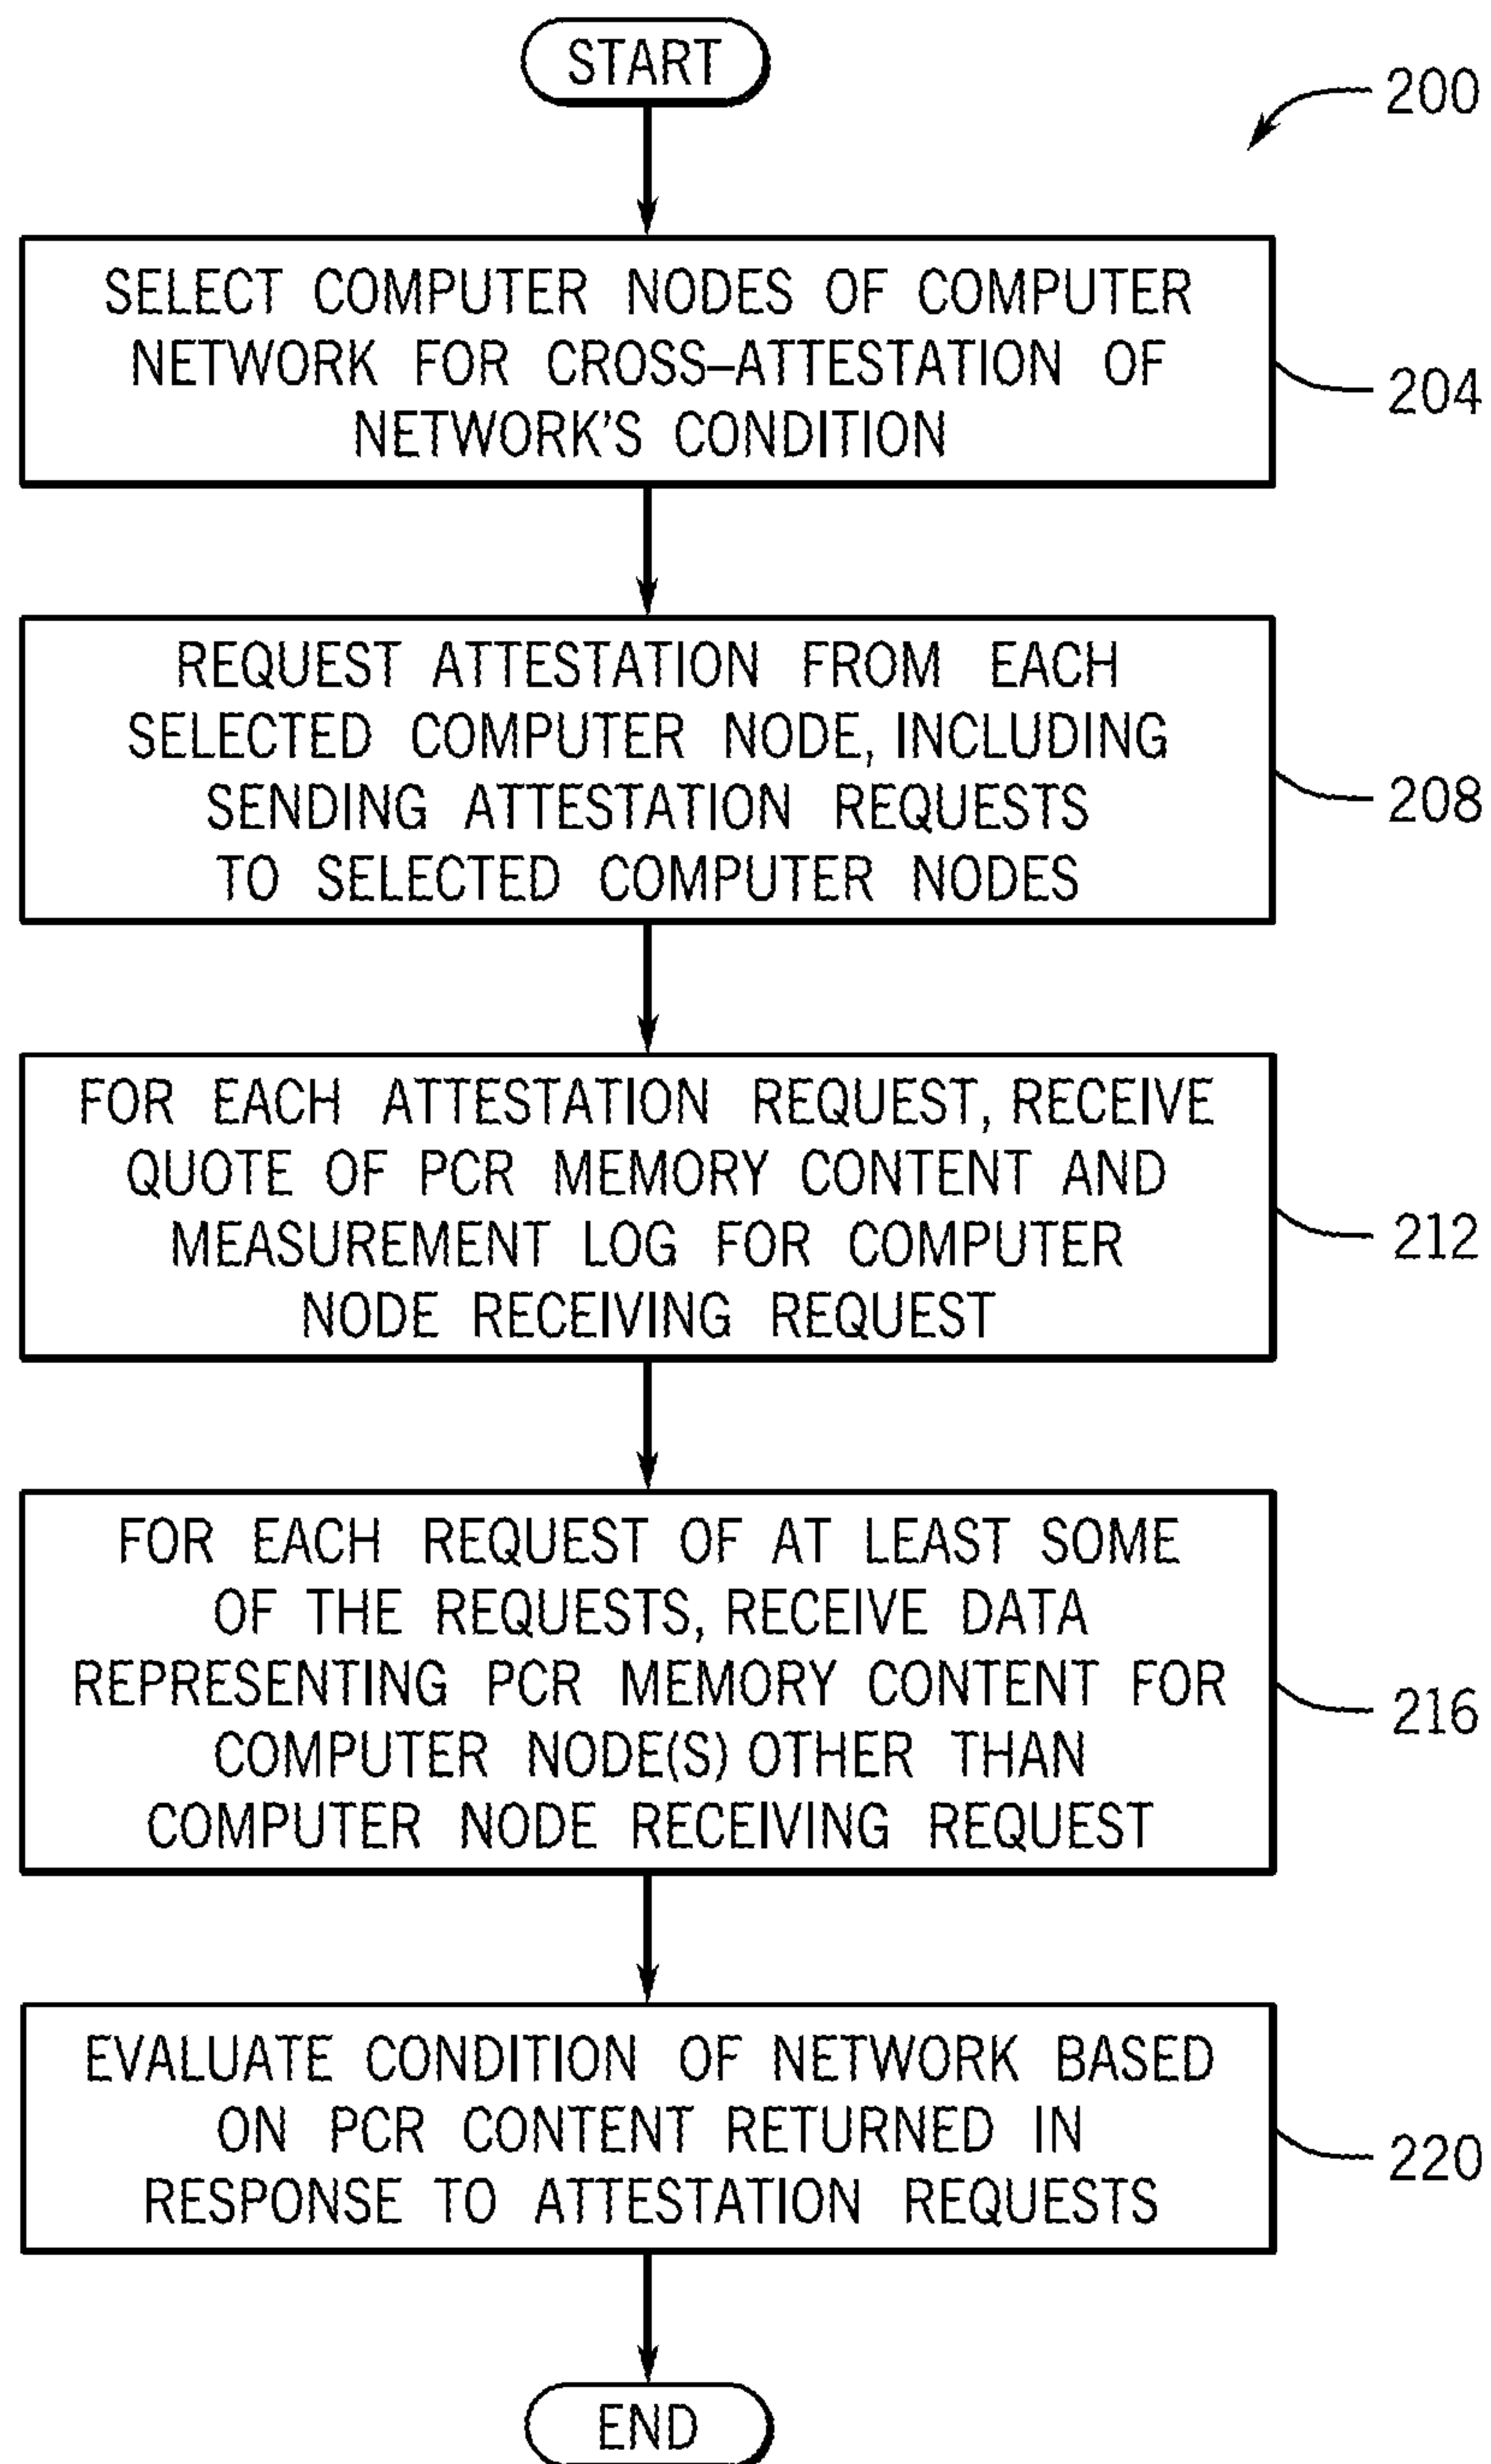 START
200
SELECT COMPUTER NODES OF COMPUTER
NETWORK FOR CROSS–ATTESTATION OF
NETWORK'S CONDITION
204
REQUEST ATTESTATION FROM EACH
SELECTED COMPUTER NODE, INCLUDING
SENDING ATTESTATION REQUESTS
TO SELECTED COMPUTER NODES
208
FOR EACH ATTESTATION REQUEST, RECEIVE
QUOTE OF PCR MEMORY CONTENT AND
MEASUREMENT LOG FOR COMPUTER
NODE RECEIVING REQUEST
212
FOR EACH REQUEST OF AT LEAST SOME
OF THE REQUESTS, RECEIVE DATA
REPRESENTING PCR MEMORY CONTENT FOR
COMPUTER NODE(S) OTHER THAN
COMPUTER NODE RECEIVING REQUEST
216
EVALUATE CONDITION OF NETWORK BASED
ON PCR CONTENT RETURNED IN
RESPONSE TO ATTESTATION REQUESTS
220
END